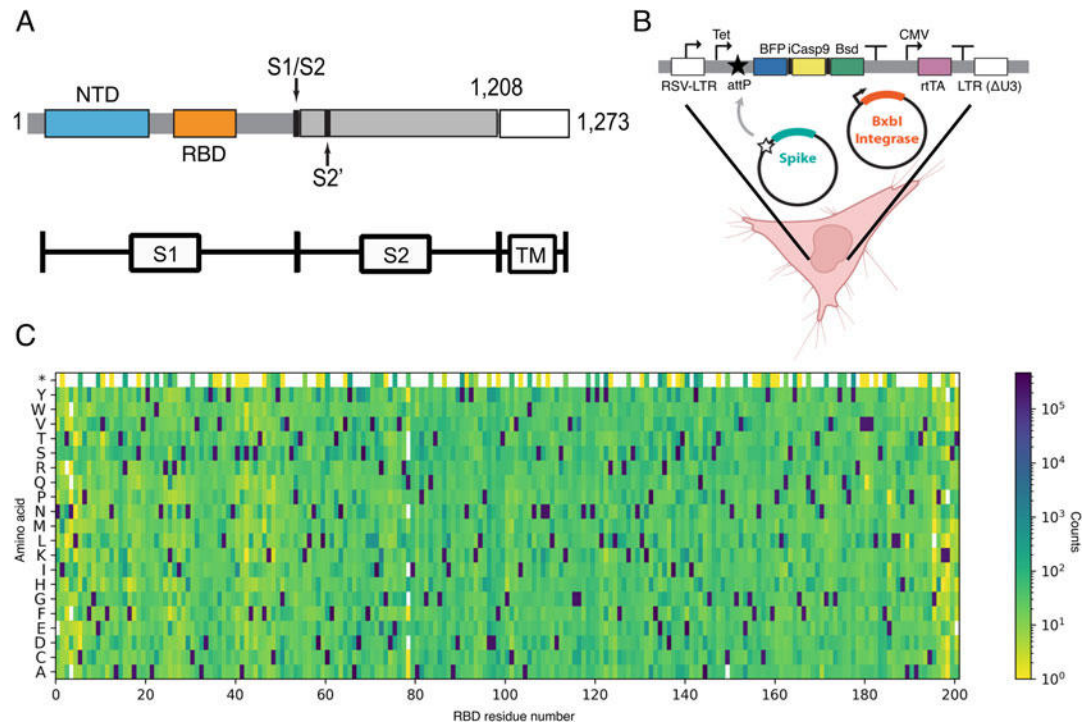 A
S1/S2
1,208
NTD
1
1,273
RBD
S2'
S1
S2
TM
B
Tet
CMV
BFP iCasp9 Bsd
RSV-LTR attP
rtTA LTR (ΔU3)
BxbI
Integrase
Spike
C
*
Y
W
V
T
S
R
Q
P
N
M
L
K
I
H
G
F
E
D
C
A
Amino acid
0 20 40 60 80 100 120 140 160 180 200
RBD residue number
10⁵
10⁴
10³
10²
10¹
10⁰
Counts